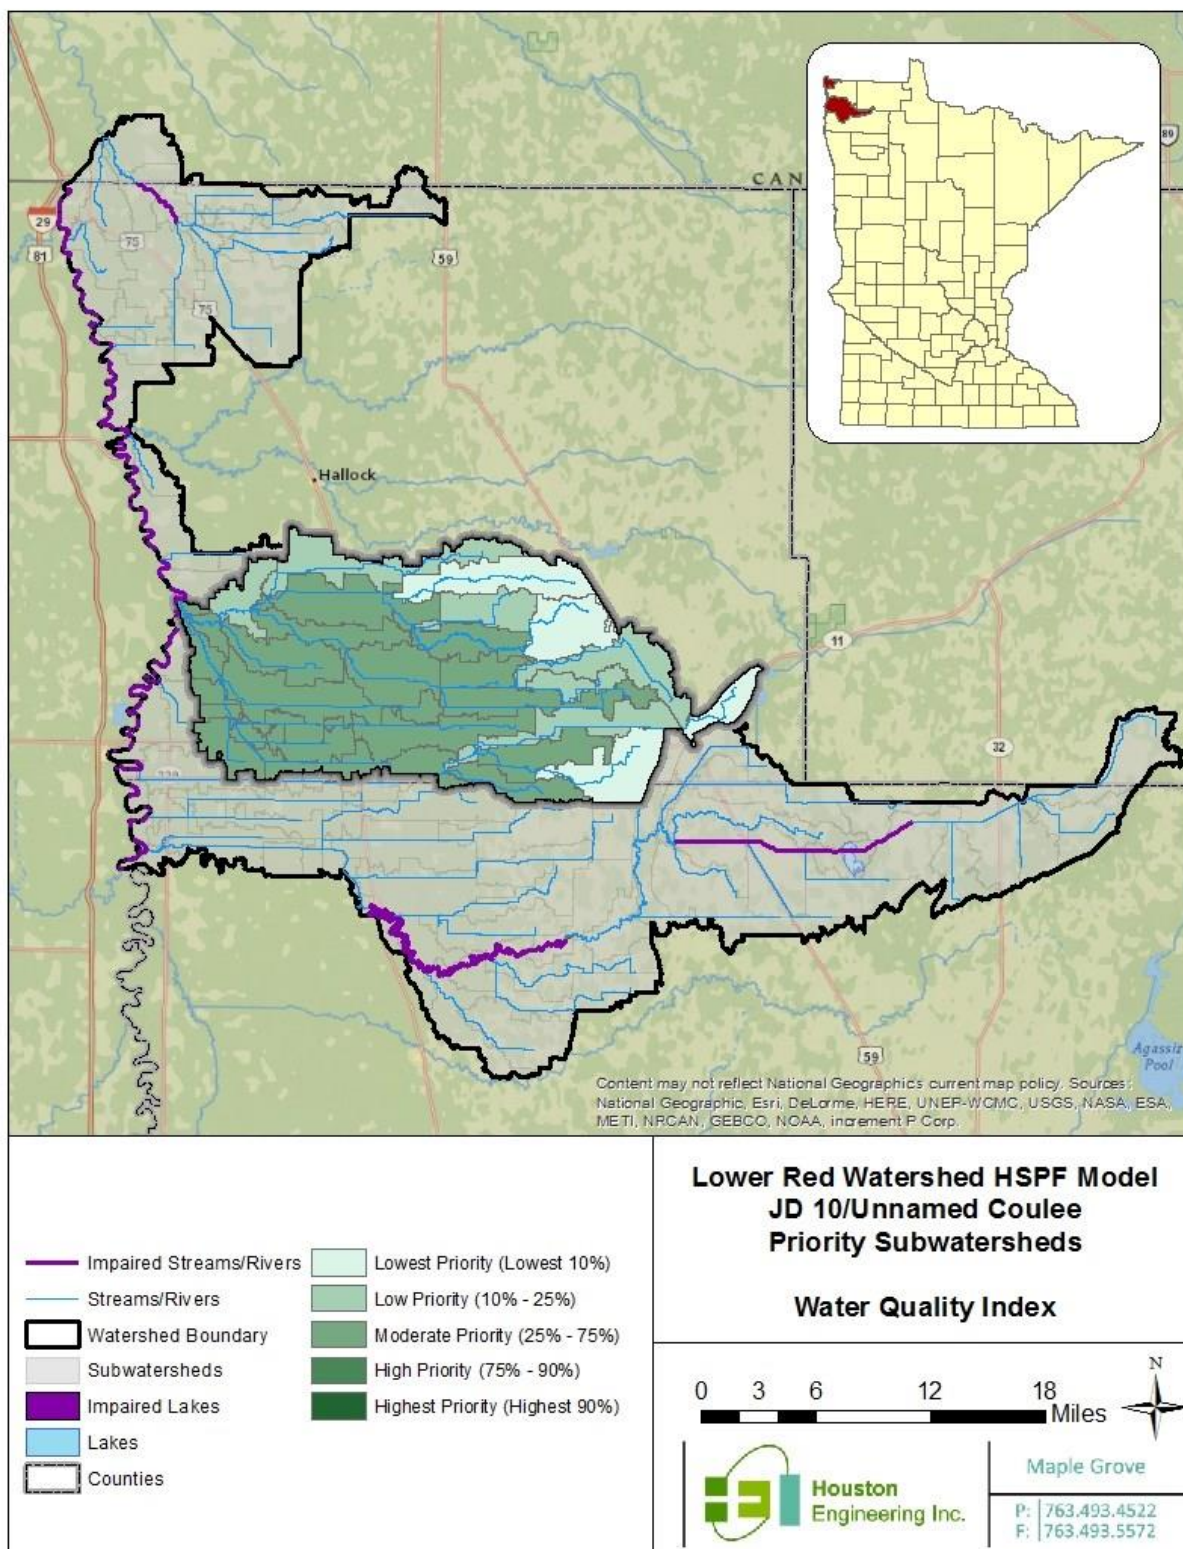 89
CAN
29
75
81
59
75
Hallock
11
32
59
Agassiz
Pool
Content may not reflect National Geographic's current map policy. Sources:
National Geographic, Esri, DeLorme, HERE, UNEP-WCMC, USGS, NASA, ESA,
METI, NRCAN, GEBCO, NOAA, increment P Corp.
Lower Red Watershed HSPF Model
JD 10/Unnamed Coulee
Priority Subwatersheds
Water Quality Index
Impaired Streams/Rivers
Streams/Rivers
Watershed Boundary
Subwatersheds
Impaired Lakes
Lakes
Counties
Lowest Priority (Lowest 10%)
Low Priority (10% - 25%)
Moderate Priority (25% - 75%)
High Priority (75% - 90%)
Highest Priority (Highest 90%)
N
0 3 6 12 18
Miles
Houston
Engineering Inc.
Maple Grove
P: 763.493.4522
F: 763.493.5572